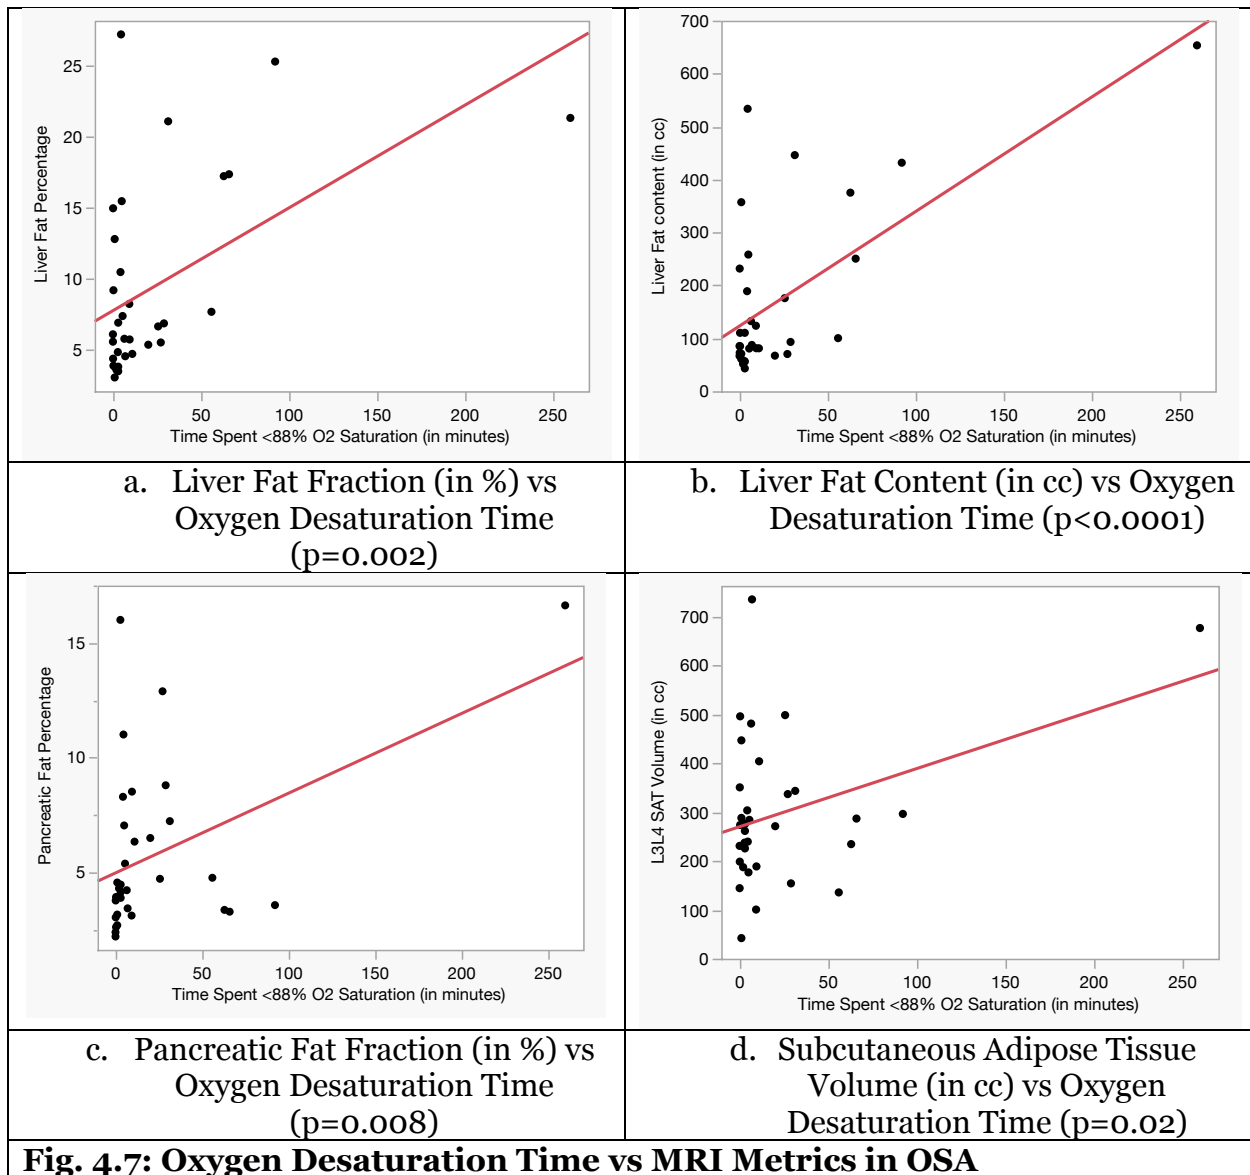 25
20
15
10
5
Liver Fat Percentage
0 50 100 150 200 250
Time Spent <88% O2 Saturation (in minutes)
700
600
500
400
300
200
100
0
Liver Fat content (in cc)
0 50 100 150 200 250
Time Spent <88% O2 Saturation (in minutes)
a. Liver Fat Fraction (in %) vs
Oxygen Desaturation Time
(p=0.002)
b. Liver Fat Content (in cc) vs Oxygen
Desaturation Time (p<0.0001)
15
10
5
Pancreatic Fat Percentage
0 50 100 150 200 250
Time Spent <88% O2 Saturation (in minutes)
700
600
500
400
300
200
100
0
L3L4 SAT Volume (in cc)
0 50 100 150 200 250
Time Spent <88% O2 Saturation (in minutes)
c. Pancreatic Fat Fraction (in %) vs
Oxygen Desaturation Time
(p=0.008)
d. Subcutaneous Adipose Tissue
Volume (in cc) vs Oxygen
Desaturation Time (p=0.02)
Fig. 4.7: Oxygen Desaturation Time vs MRI Metrics in OSA